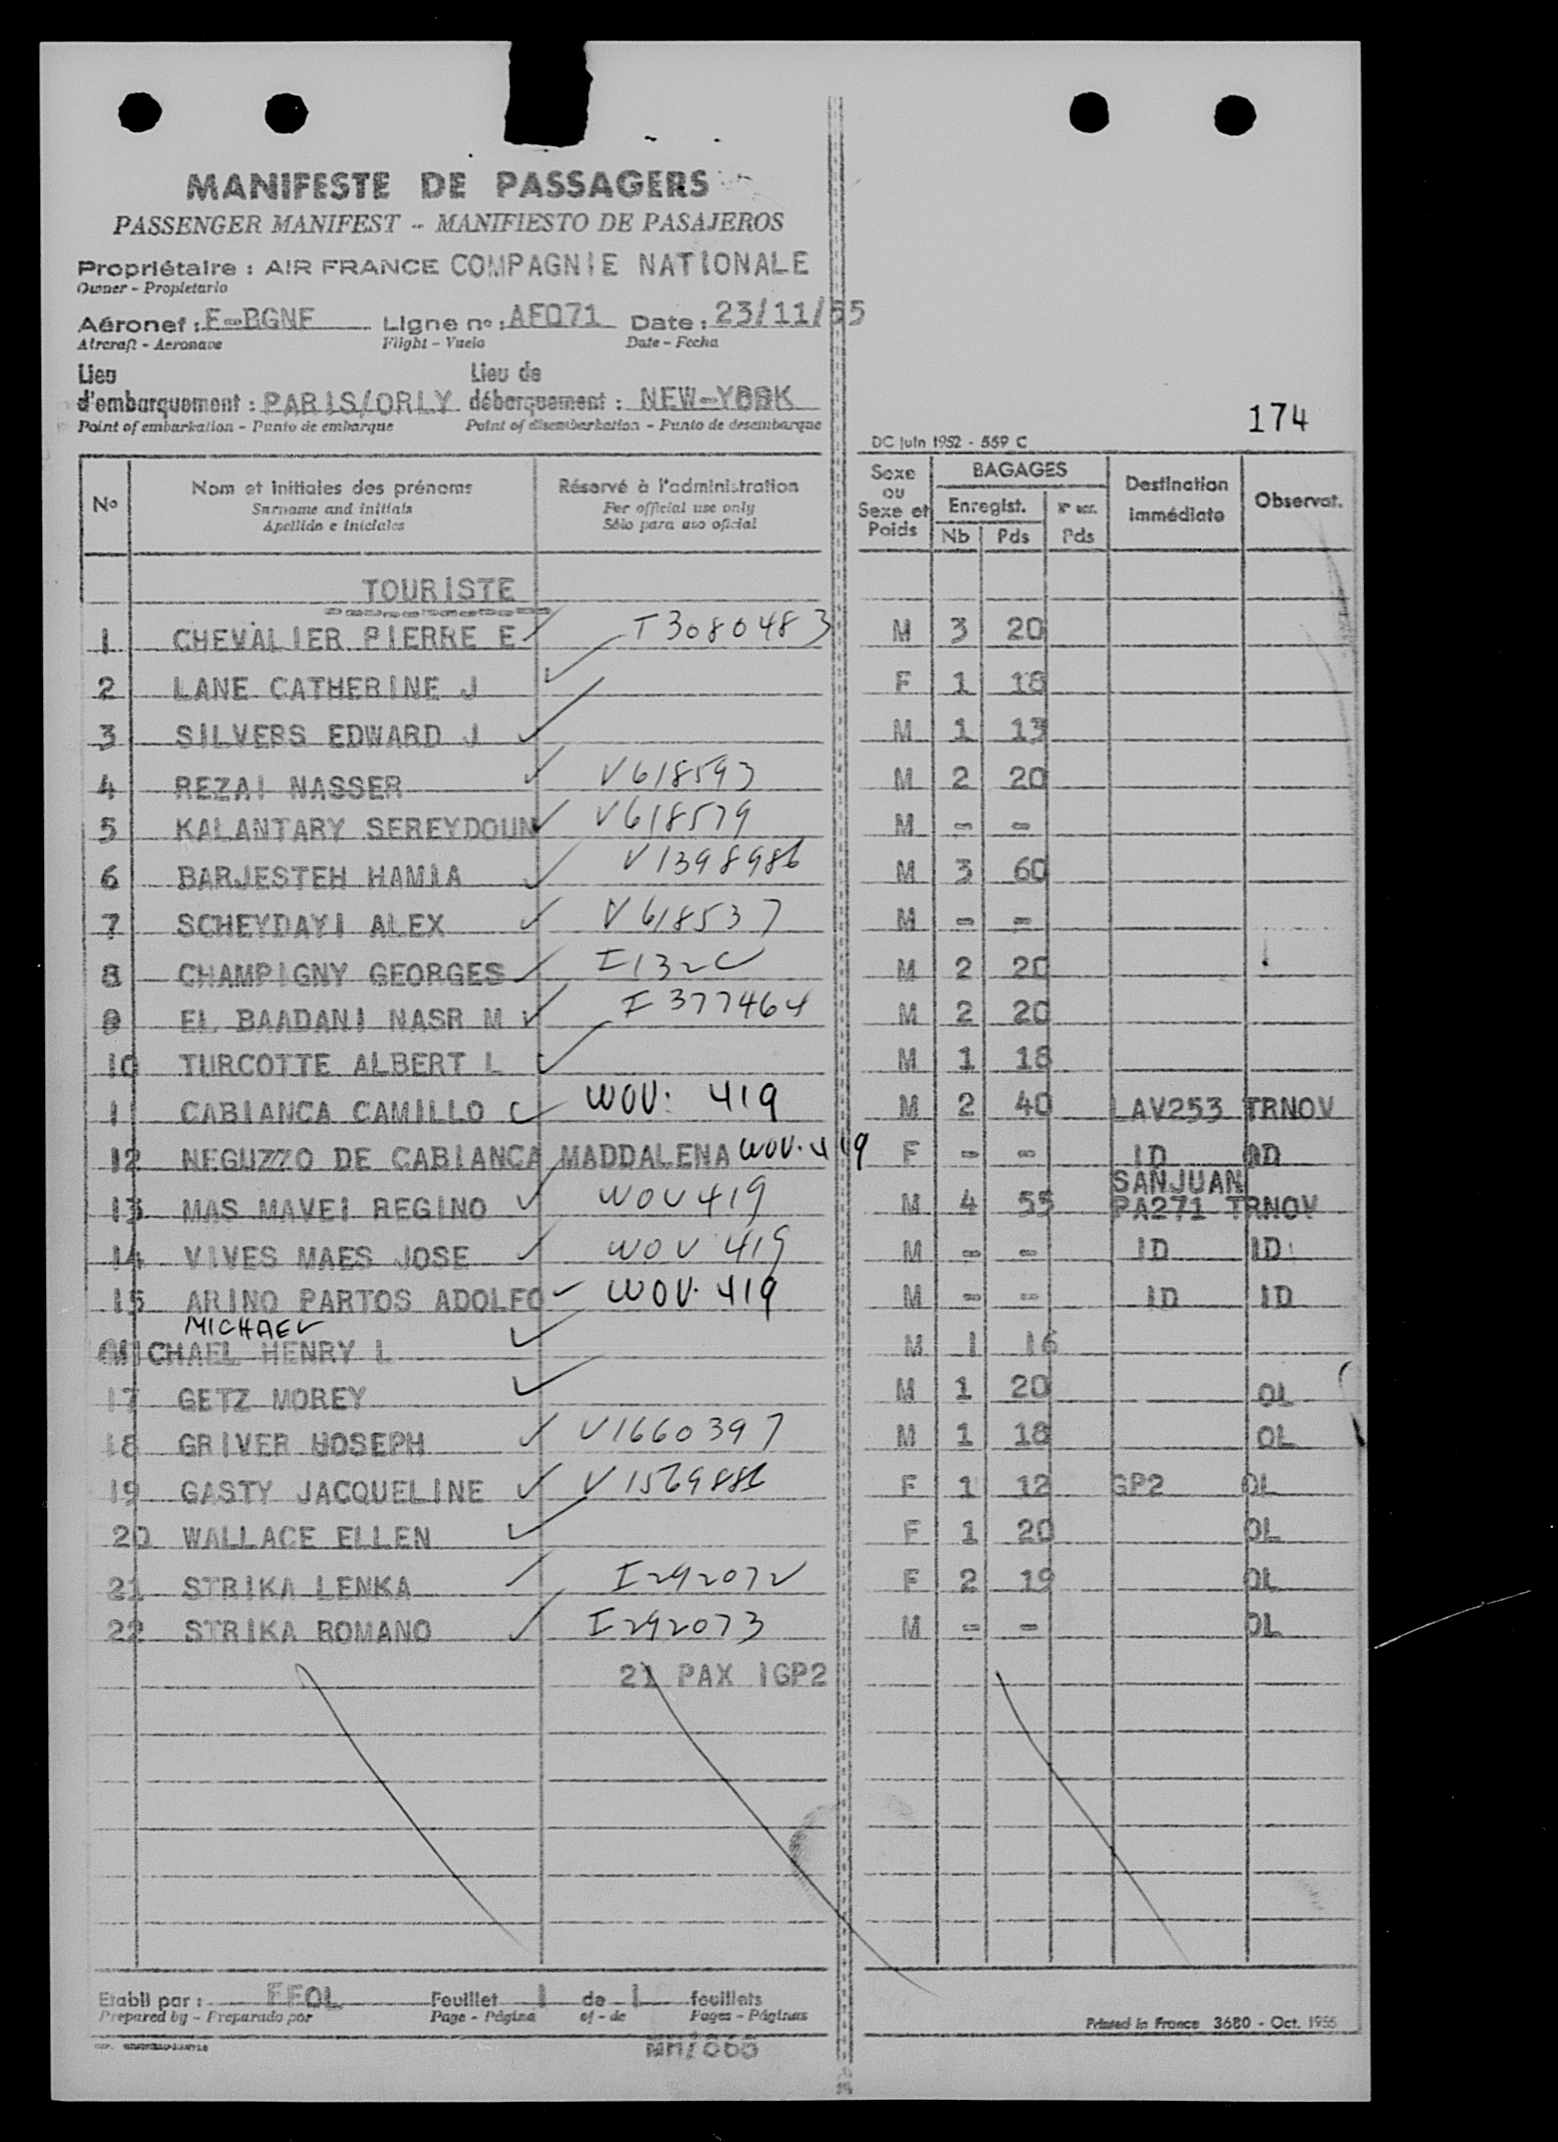 MANIFESTE DE PASSAGERS
PASSENGER MANIFEST - MANIFIESTO DE PASAJEROS
Propriétaire : AIR FRANCE COMPAGNIE NATIONALE
Owner - Propietario
Aéronef : F-BGNF Ligne no : AF071 Date : 23/11/55
Aircraft - Aeronave Flight - Vuelo Date - Fecha
Lieu Lieu de
d'embarquement : PARIS/ORLY débarquement : NEW-YORK
Point of embarkation - Punto de embarque Point of disembarkation - Punto de desembarque
174
DC Juin 1952 - 559 C
No Nom et initiales des prénoms Réservé à l'administration Sexe ou Sexe et Poids BAGAGES Destination immédiate Observat.
Surname and initials For official use only Enregist. N acc.
Apellido e iniciales Sólo para uso oficial Nb Pds Pds
TOURISTE
1 CHEVALIER PIERRE E T3080483 M 3 20
2 LANE CATHERINE J F 1 18
3 SILVERS EDWARD J M 1 13
4 REZAI NASSER V618593 M 2 20
5 KALANTARY SEREYDOUN V618579 M - -
6 BARJESTEH HAMIA V1398986 M 3 60
7 SCHEYDAYI ALEX V618537 M - -
8 CHAMPIGNY GEORGES I132C M 2 20
9 EL BAADANI NASR M I377464 M 2 20
10 TURCOTTE ALBERT L M 1 18
11 CABIANCA CAMILLO WOV. 419 M 2 40 LAV253 TRNOV
12 NEGUZZO DE CABIANCA MADDALENA WOV. 419 F - - ID ID
13 MAS MAVEI REGINO WOV419 M 4 55 SANJUAN PA271 TRNOV
14 VIVES MAES JOSE WOV 419 M - - ID ID
15 ARINO PARTOS ADOLFO WOV. 419 M - - ID ID
MICHAEL
MICHAEL HENRY L M 1 16
17 GETZ MOREY M 1 20 OL
18 GRIVER HOSEPH V1660397 M 1 18 OL
19 GASTY JACQUELINE V1569886 F 1 12 GP2 OL
20 WALLACE ELLEN F 1 20 OL
21 STRIKA LENKA I292072 F 2 19 OL
22 STRIKA ROMANO I292073 M - - OL
21 PAX 1GP2
Etabli par : FFOL Feuillet 1 de 1 feuillets
Prepared by - Preparado por Page - Página of - de Pages - Páginas
Printed in France 3680 - Oct. 1955